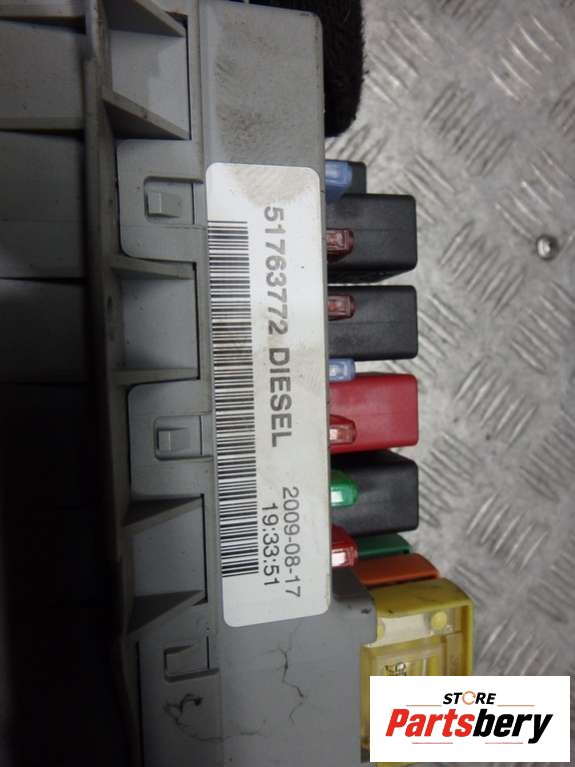 51763772 DIESEL
2009-08-17
19:33:51
STORE
Partsbery